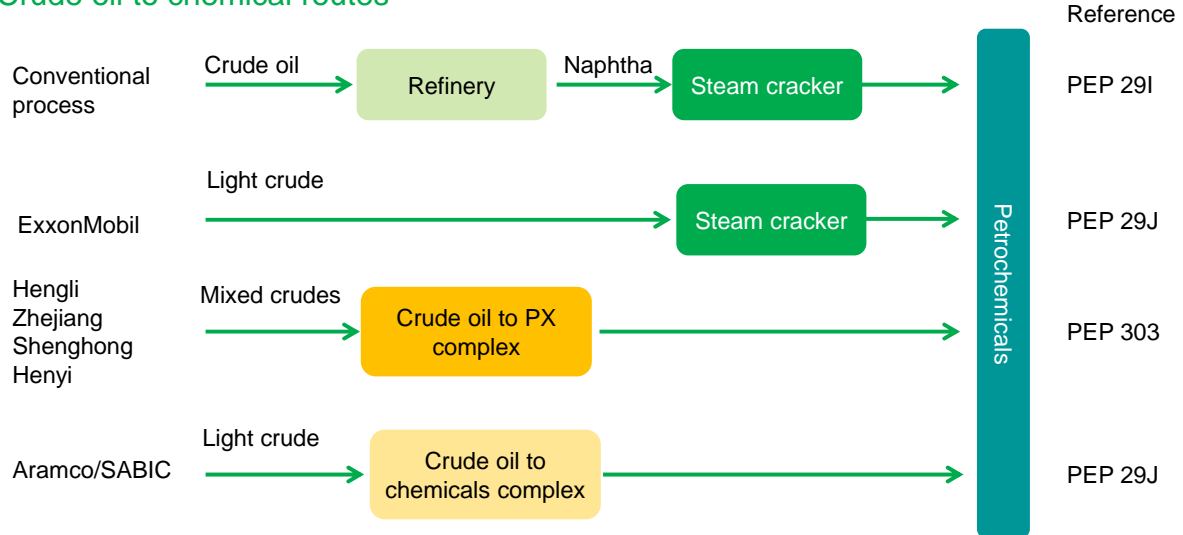 Crude oil to chemical routes
Reference
Conventional
process
Crude oil
Refinery
Naphtha
Steam cracker
PEP 29I
ExxonMobil
Light crude
Steam cracker
PEP 29J
Hengli
Zhejiang
Shenghong
Henyi
Mixed crudes
Crude oil to PX
complex
PEP 303
Aramco/SABIC
Light crude
Crude oil to
chemicals complex
PEP 29J
Petrochemicals